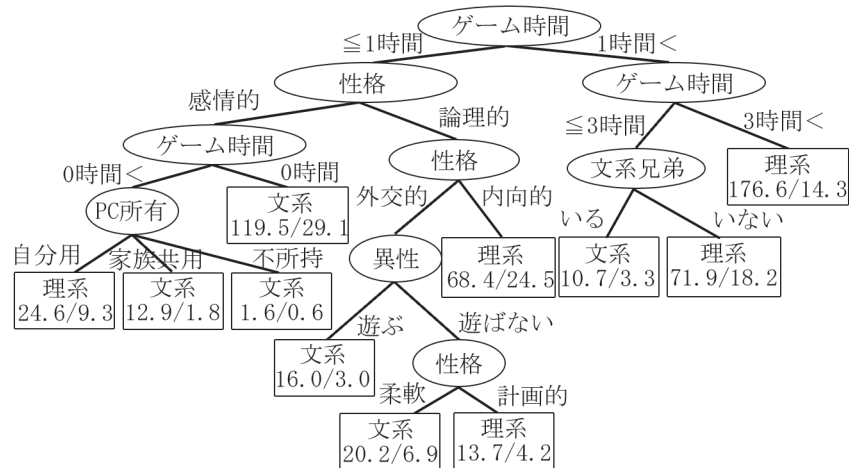 ゲーム時間
≦1時間
1時間<
性格
ゲーム時間
感情的
論理的
≦3時間
3時間<
ゲーム時間
性格
文系兄弟
理系
176.6/14.3
0時間<
0時間
外交的
内向的
いる
いない
PC所有
文系
119.5/29.1
異性
理系
68.4/24.5
文系
10.7/3.3
理系
71.9/18.2
自分用
家族共用
不所持
理系
24.6/9.3
文系
12.9/1.8
文系
1.6/0.6
遊ぶ
遊ばない
文系
16.0/3.0
性格
柔軟
計画的
文系
20.2/6.9
理系
13.7/4.2